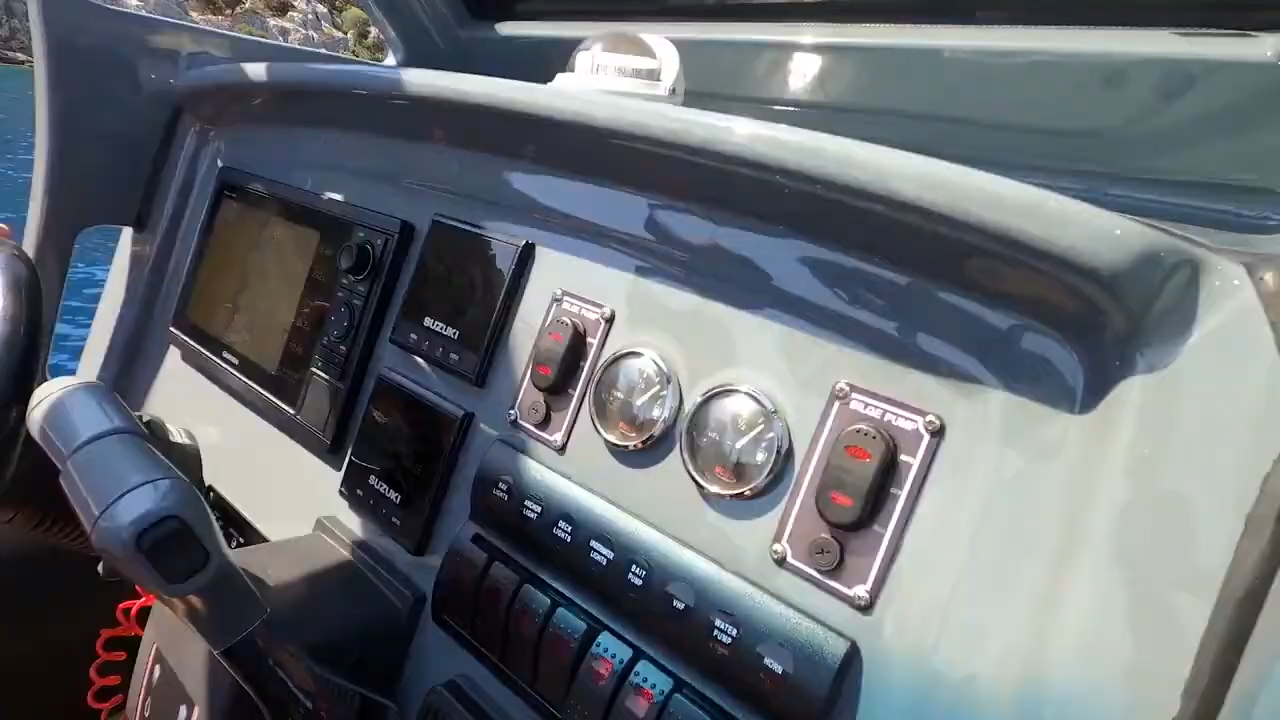 GARMIN
SUZUKI
SUZUKI
BILGE PUMP
BILGE PUMP
NAV
LIGHTS
ANCHOR
LIGHT
DECK
LIGHTS
UNDERWATER
LIGHTS
BAIT
PUMP
VHF
WATER
PUMP
HORN